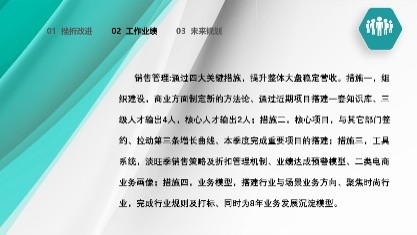 01 挫折改进 02 工作业绩 03 未来规划
销售管理:通过四大关键措施，提升整体大盘稳定营收。措施一，组
织建设，商业方面制定新的方法论、通过近期项目搭建一套知识库、三
级人才输出4人，核心人才输出2人；措施二，核心项目，与其它部门签
约、拉动第三条增长曲线、本季度完成重要项目的搭建；措施三，工具
系统，淡旺季销售策略及折扣管理机制、业绩达成预警模型、二类电商
业务画像；措施四，业务模型，搭建行业与场景业务方向、聚焦时尚行
业，完成行业规则及打标、同时为8年业务发展沉淀模型。